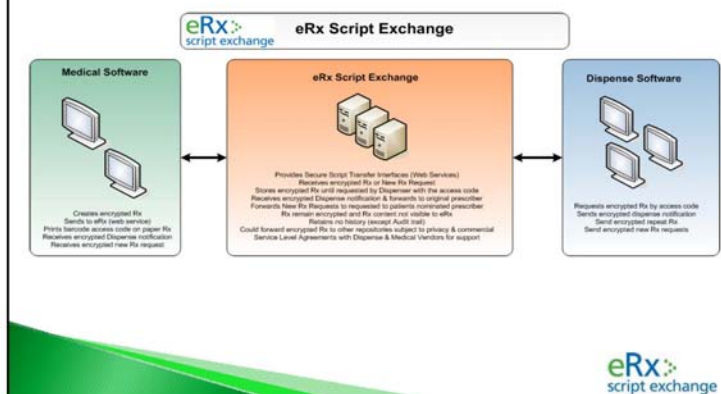 eRx
script exchange
eRx Script Exchange
Medical Software
Creates encrypted Rx
Sends to eRx (web service)
Prints barcode access code on paper Rx
Receives encrypted Dispense notification
Receives encrypted new Rx request
eRx Script Exchange
Provides Secure Script Transfer Interfaces (Web Services)
Receives encrypted Rx or New Rx Request
Stores encrypted Rx until requested by Dispenser with the access code
Receives encrypted Dispense notification & forwards to original prescriber
Forwards New Rx Requests to requested to patients nominated prescriber
Rx remain encrypted and Rx content not visible to eRx
Retains no history (except Audit trail)
Could forward encrypted Rx to other repositories subject to privacy & commercial
Service Level Agreements with Dispense & Medical Vendors for support
Dispense Software
Requests encrypted Rx by access code
Sends encrypted dispense notification
Send encrypted repeat Rx
Send encrypted new Rx requests
eRx
script exchange